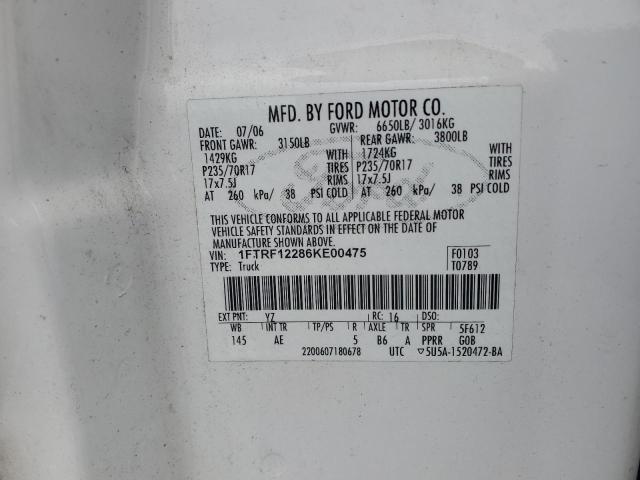 MFD. BY FORD MOTOR CO.
DATE: 07/06 GVWR: 6650LB/ 3016KG
FRONT GAWR: 3150LB REAR GAWR: 3800LB
1429KG WITH 1724KG WITH
P235/70R17 TIRES P235/70R17 TIRES
17x7.5J RIMS 17x7.5J RIMS
AT 260 kPa/ 38 PSI COLD AT 260 kPa/ 38 PSI COLD
THIS VEHICLE CONFORMS TO ALL APPLICABLE FEDERAL MOTOR
VEHICLE SAFETY STANDARDS IN EFFECT ON THE DATE OF
MANUFACTURE SHOWN ABOVE.
VIN: 1FTRF12286KE00475 F0103
TYPE: Truck T0789
EXT PNT: YZ RC: 16 DSO:
WB INT TR TP/PS R AXLE TR SPR 5F612
145 AE 5 B6 A PPRR GOB
2200607180678 UTC ▽5U5A-1520472-BA
Ford